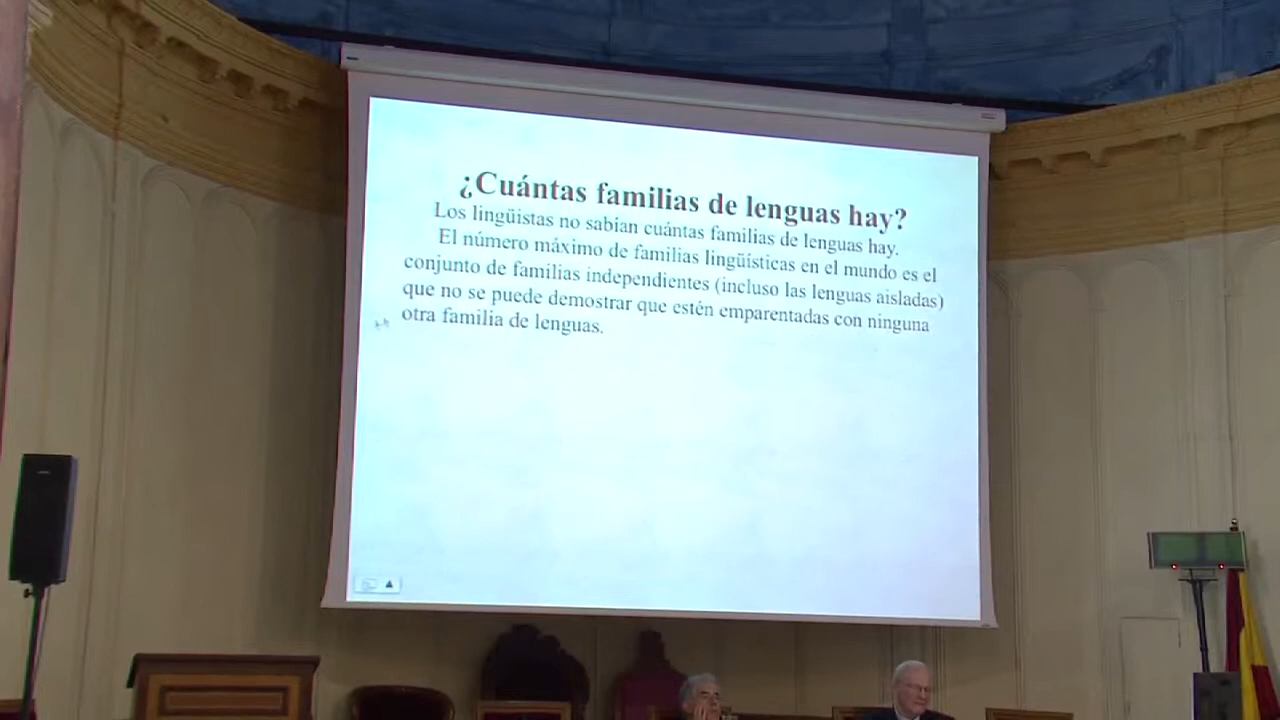 ¿Cuántas familias de lenguas hay?
Los lingüistas no sabían cuántas familias de lenguas hay.
El número máximo de familias lingüísticas en el mundo es el
conjunto de familias independientes (incluso las lenguas aisladas)
que no se puede demostrar que estén emparentadas con ninguna
otra familia de lenguas.